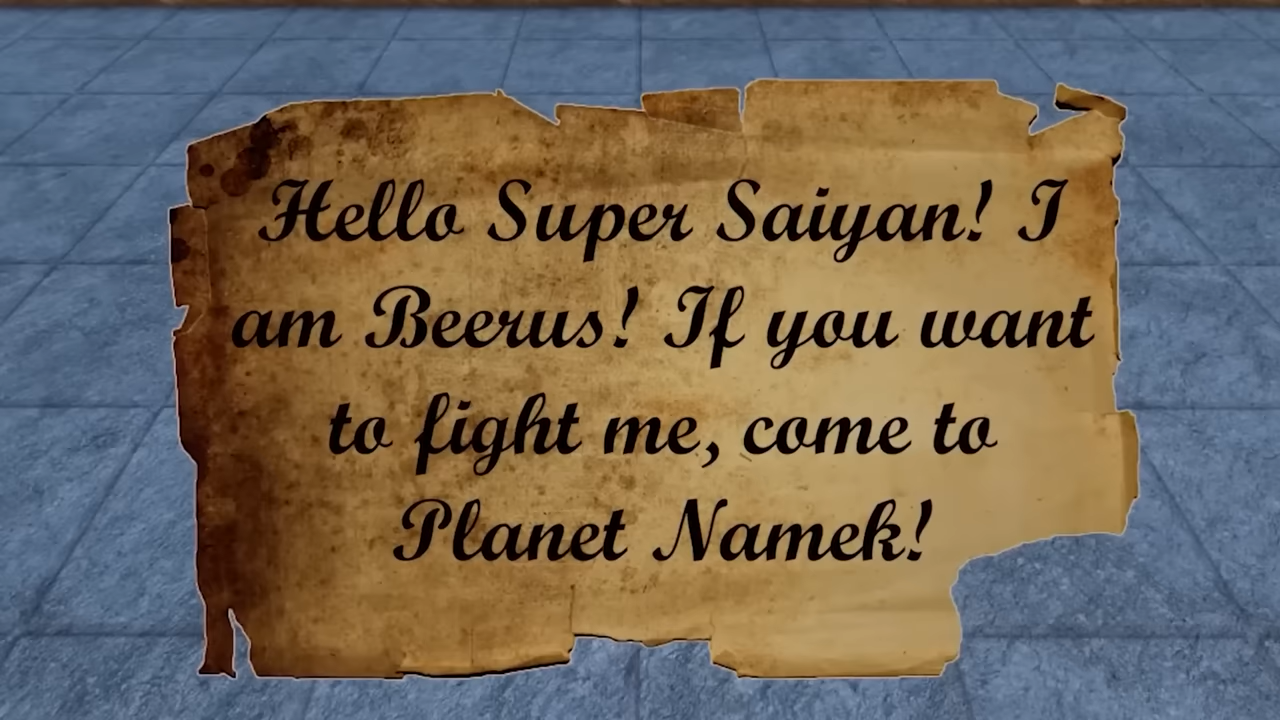 Hello Super Saiyan! I
am Beerus! If you want
to fight me, come to
Planet Namek!